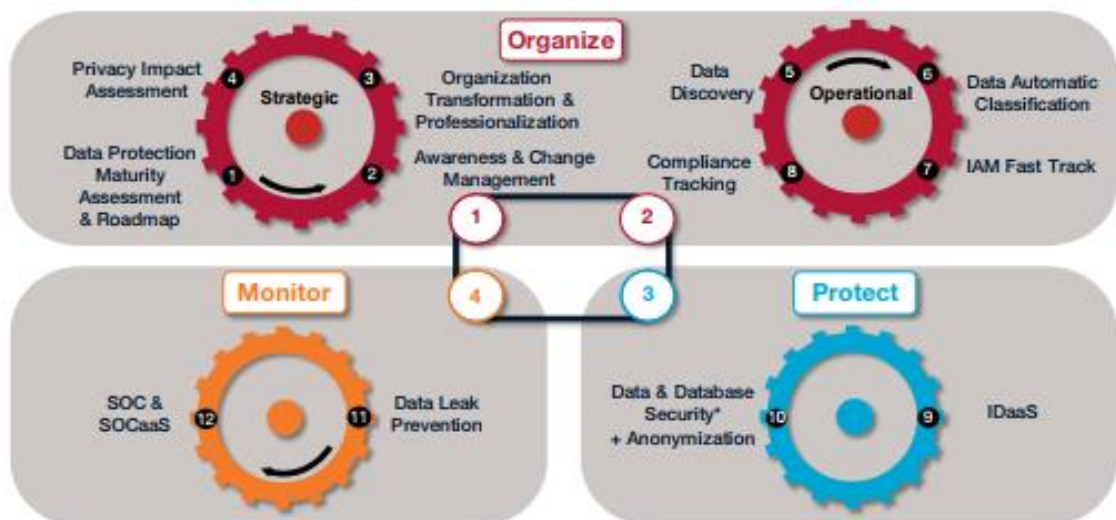 Organize
Privacy Impact
Assessment
4
3
Strategic
Organization
Transformation &
Professionalization
Data Protection
Maturity
Assessment
& Roadmap
1
2
Awareness & Change
Management
Data
Discovery
5
6
Operational
Data Automatic
Classification
Compliance
Tracking
8
7
IAM Fast Track
1
2
4
3
Monitor
SOC &
SOCaaS
12
11
Data Leak
Prevention
Protect
Data & Database
Security*
+ Anonymization
10
9
IDaaS